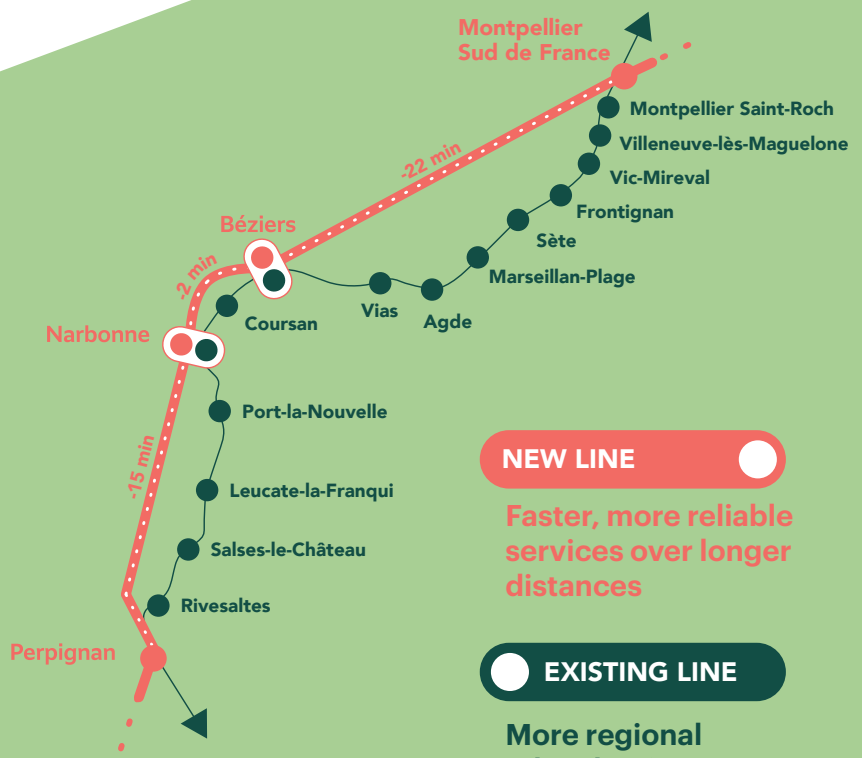 Montpellier
Sud de France
Montpellier Saint-Roch
Villeneuve-lès-Maguelone
-22 min
Vic-Mireval
Frontignan
Béziers
Sète
-2 min
Marseillan-Plage
Vias
Coursan
Agde
Narbonne
Port-la-Nouvelle
-15 min
Leucate-la-Franqui
Salses-le-Château
Rivesaltes
Perpignan
NEW LINE
Faster, more reliable
services over longer
distances
EXISTING LINE
More regional